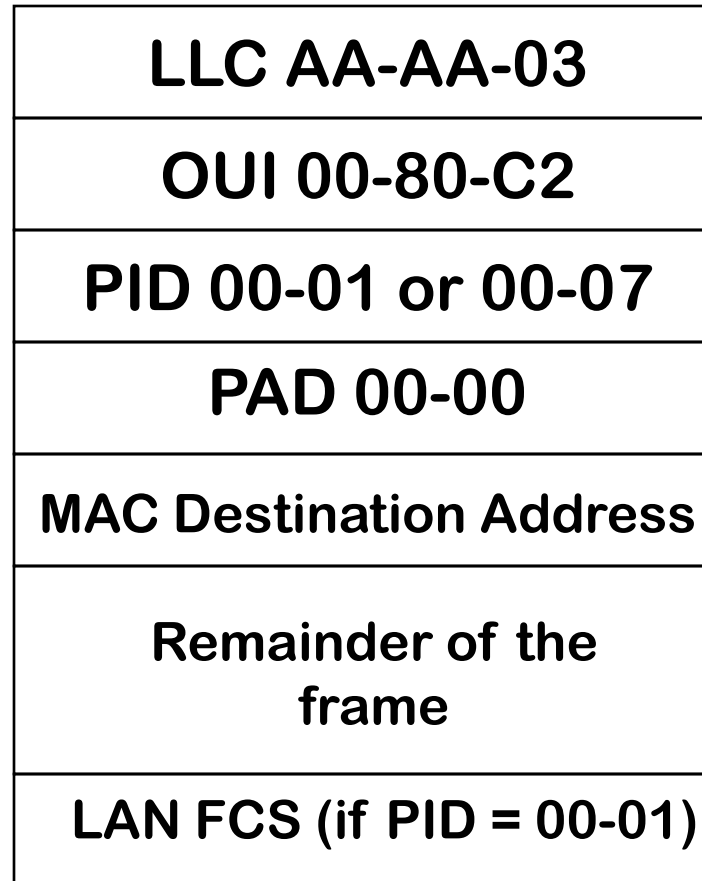 LLC AA-AA-03
OUI 00-80-C2
PID 00-01 or 00-07
PAD 00-00
MAC Destination Address
Remainder of the
frame
LAN FCS (if PID = 00-01)